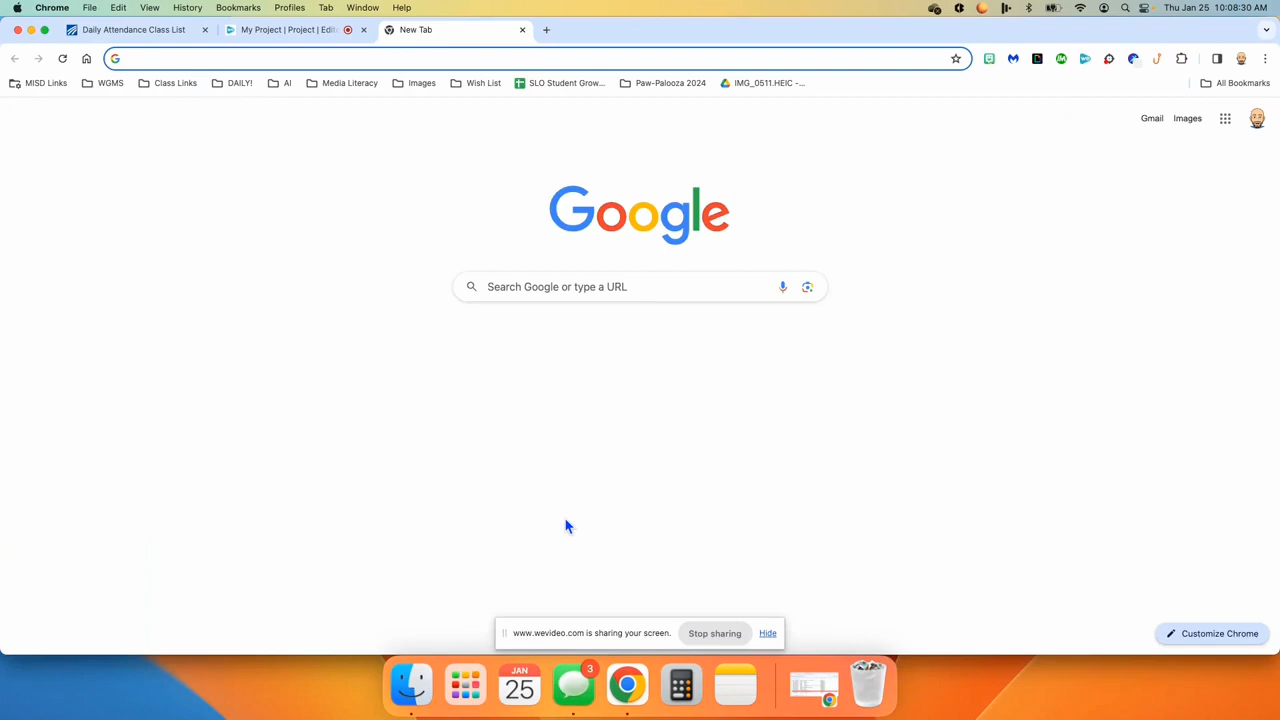 Chrome File Edit View History Bookmarks Profiles Tab Window Help Thu Jan 25 10:08:30 AM
Daily Attendance Class List My Project | Project | Edit New Tab
MISD Links WGMS Class Links DAILY! AI Media Literacy Images Wish List SLO Student Grow... Paw-Palooza 2024 IMG_0511.HEIC -... All Bookmarks
Gmail Images
Google
Search Google or type a URL
www.wevideo.com is sharing your screen. Stop sharing Hide
Customize Chrome
3
JAN
25